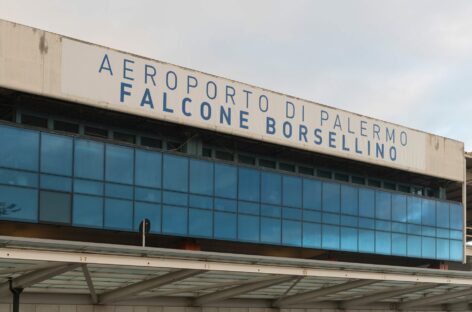 AEROPORTO DI PALERMO
FALCONE BORSELLINO